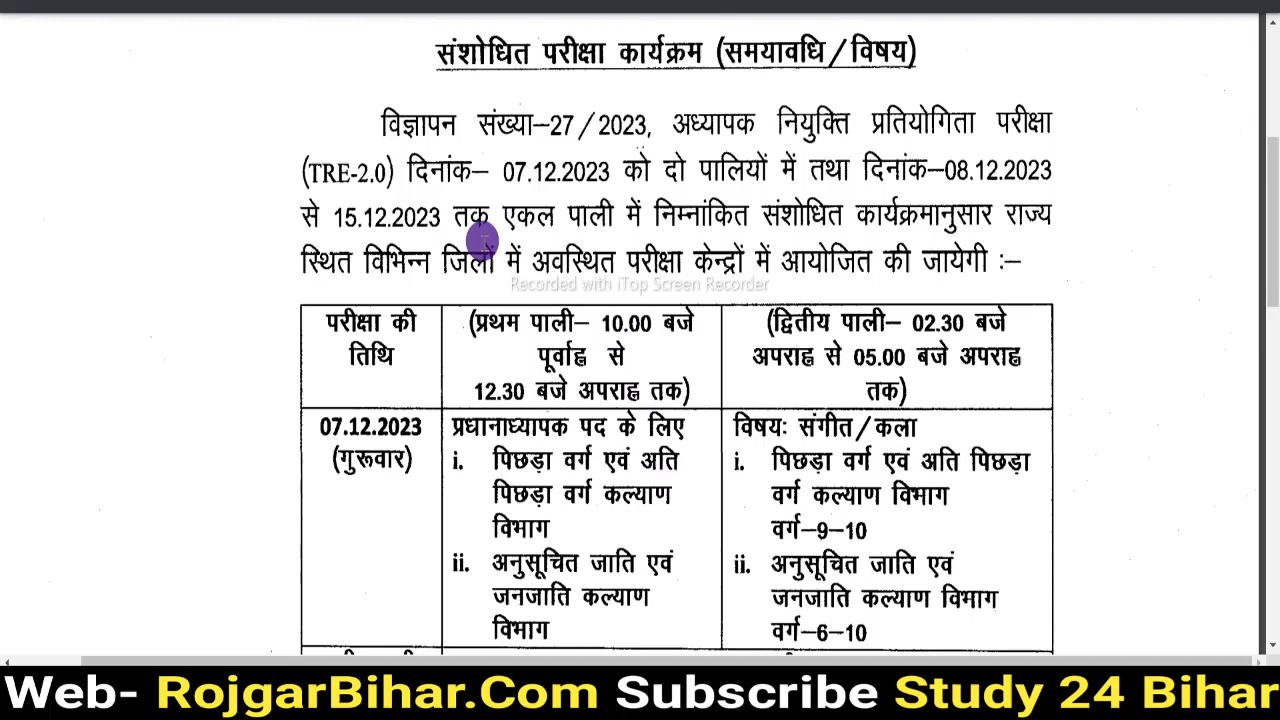 संशोधित परीक्षा कार्यक्रम (समयावधि/विषय)
विज्ञापन संख्या–27/2023, अध्यापक नियुक्ति प्रतियोगिता परीक्षा
(TRE-2.0) दिनांक– 07.12.2023 को दो पालियों में तथा दिनांक–08.12.2023
से 15.12.2023 तक एकल पाली में निम्नांकित संशोधित कार्यक्रमानुसार राज्य
स्थित विभिन्न जिलों में अवस्थित परीक्षा केन्द्रों में आयोजित की जायेगी :–
Recorded with iTop Screen Recorder
परीक्षा की
तिथि
(प्रथम पाली– 10.00 बजे
पूर्वाह्न से
12.30 बजे अपराह्न तक)
(द्वितीय पाली– 02.30 बजे
अपराह्न से 05.00 बजे अपराह्न
तक)
07.12.2023
(गुरूवार)
प्रधानाध्यापक पद के लिए
i. पिछड़ा वर्ग एवं अति
पिछड़ा वर्ग कल्याण
विभाग
ii. अनुसूचित जाति एवं
जनजाति कल्याण
विभाग
विषयः संगीत/कला
i. पिछड़ा वर्ग एवं अति पिछड़ा
वर्ग कल्याण विभाग
वर्ग–9–10
ii. अनुसूचित जाति एवं
जनजाति कल्याण विभाग
वर्ग–6–10
Web- RojgarBihar.Com Subscribe Study 24 Bihar